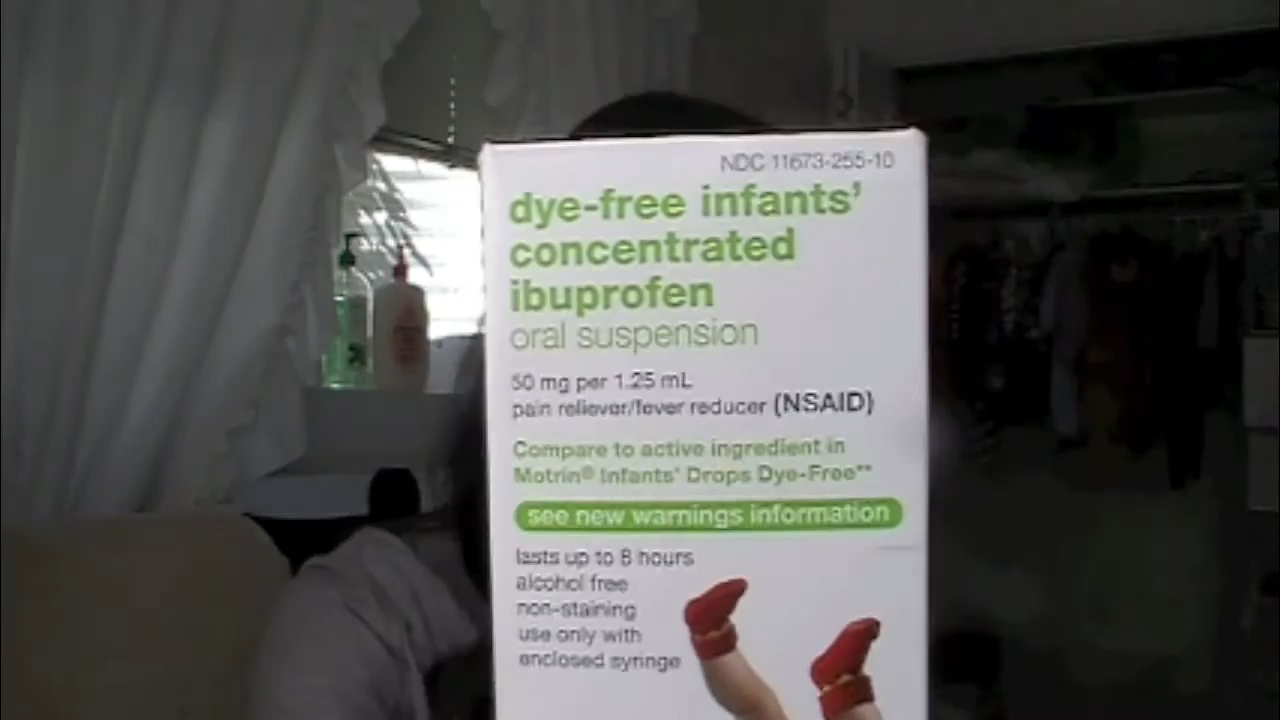 NDC 11673-255-10
dye-free infants'
concentrated
ibuprofen
oral suspension
50 mg per 1.25 mL
pain reliever/fever reducer (NSAID)
Compare to active ingredient in
Motrin® Infants' Drops Dye-Free**
see new warnings information
lasts up to 8 hours
alcohol free
non-staining
use only with
enclosed syringe